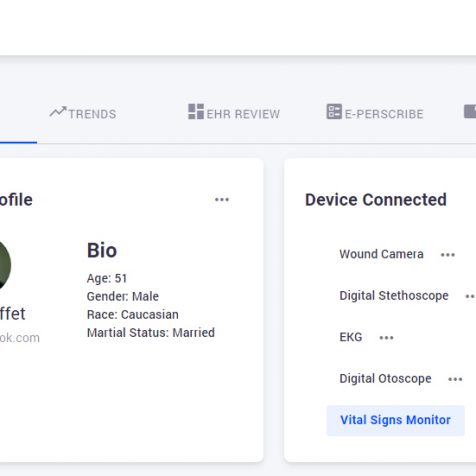 TRENDS
EHR REVIEW
E-PERSCRIBE
ofile
Device Connected
Bio
Age: 51
Gender: Male
Race: Caucasian
Martial Status: Married
ffet
ok.com
Wound Camera
Digital Stethoscope
EKG
Digital Otoscope
Vital Signs Monitor